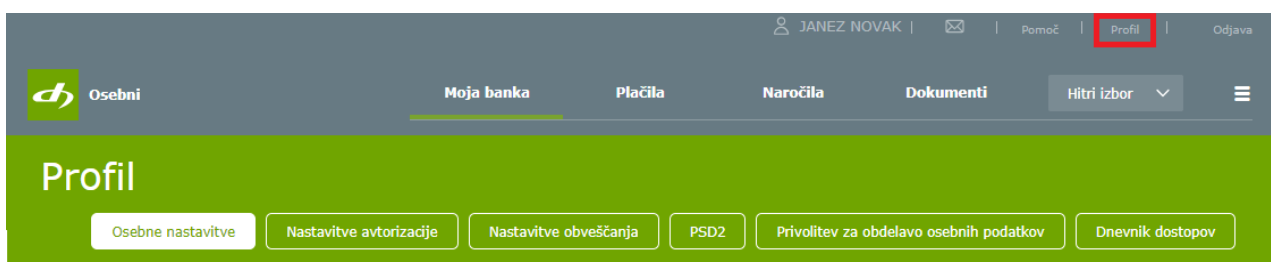 JANEZ NOVAK | | Pomoč | Profil | Odjava
dh Osebni Moja banka Plačila Naročila Dokumenti Hitri izbor
Profil
Osebne nastavitve Nastavitve avtorizacije Nastavitve obveščanja PSD2 Privolitev za obdelavo osebnih podatkov Dnevnik dostopov